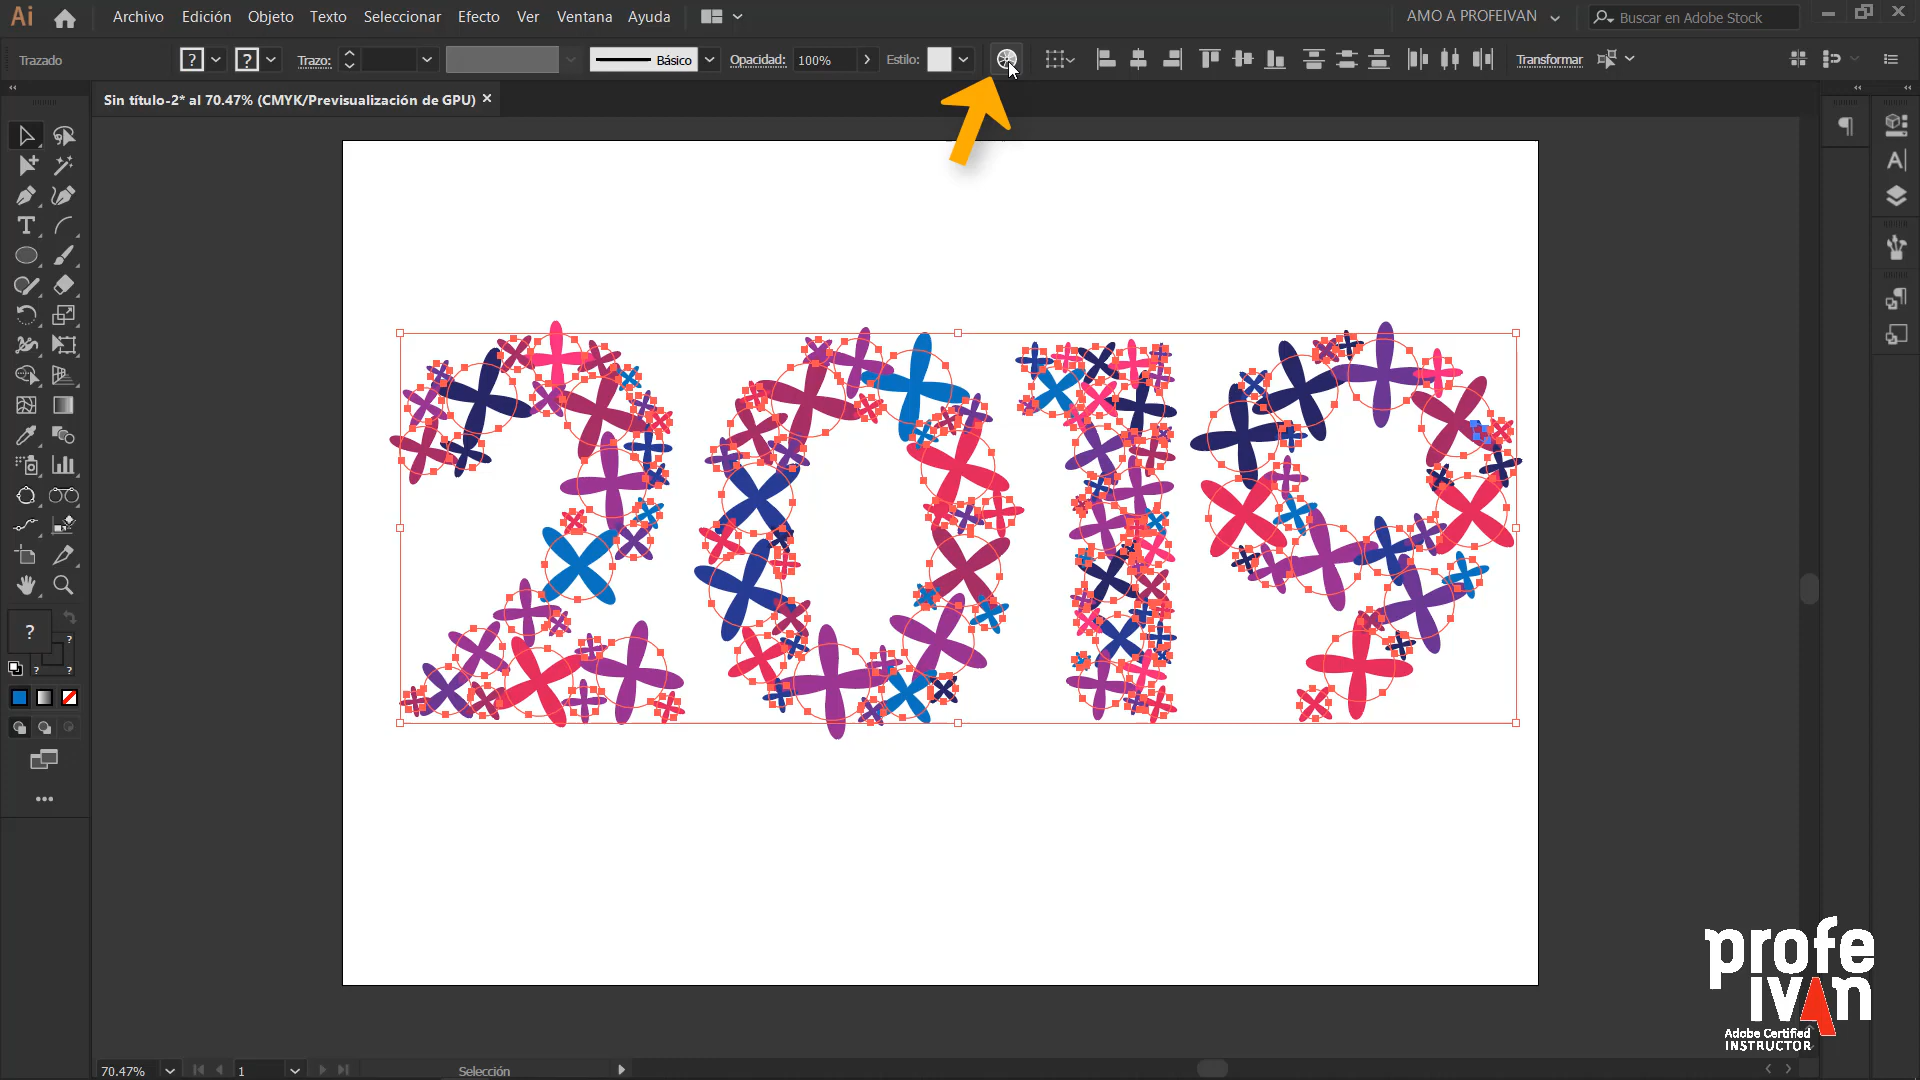 Ai Archivo Edición Objeto Texto Seleccionar Efecto Ver Ventana Ayuda AMO A PROFEIVAN Buscar en Adobe Stock
Trazado ? ? Trazo: Básico Opacidad: 100% Estilo: Transformar
Sin título-2* al 70.47% (CMYK/Previsualización de GPU)
2019
? ? ? ?
profe
ivan
Adobe Certified
INSTRUCTOR
70.47% 1 Selección